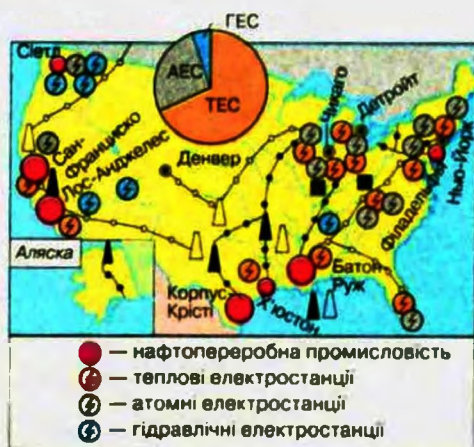 ГЕС
АЕС
ТЕС
Сіетл
Сан-
Франциско
Лос-Анджелес
Денвер
Чикаго
Детройт
Нью-Йорк
Філадельфія
Аляска
Корпус-
Крісті
Х'юстон
Батон-
Руж
— нафтопереробна промисловість
— теплові електростанції
— атомні електростанції
— гідравлічні електростанції